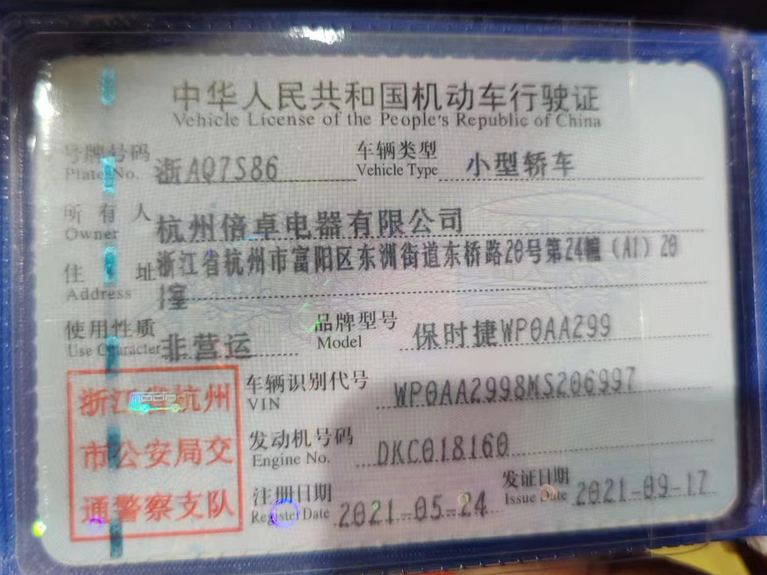 中华人民共和国机动车行驶证
Vehicle License of the People's Republic of China
号牌号码 浙AQ7S86 车辆类型 小型轿车
Plate No. Vehicle Type
所有人 杭州倍卓电器有限公司
Owner
住址 浙江省杭州市富阳区东洲街道东桥路20号第24幢（A1）20
Address 室
使用性质 非营运 品牌型号 保时捷WP0AA299
Use Character Model
浙江省杭州
市公安局交
通警察支队
车辆识别代号 WP0AA2998MS206997
VIN
发动机号码 DKC018160
Engine No.
注册日期 2021-05-24 发证日期 2021-09-17
Register Date Issue Date